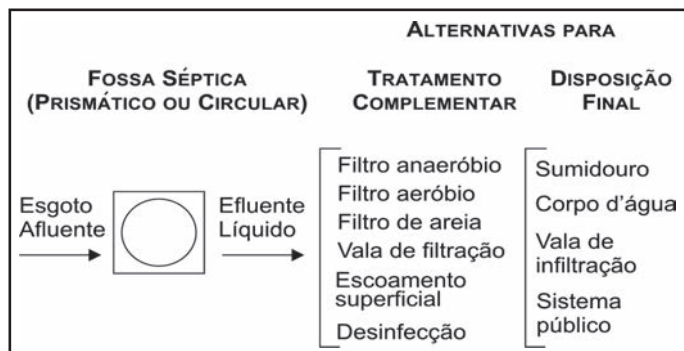 ALTERNATIVAS PARA
FOSSA SÉPTICA
(PRISMÁTICO OU CIRCULAR)
TRATAMENTO
COMPLEMENTAR
DISPOSIÇÃO
FINAL
Esgoto
Afluente
Efluente
Líquido
Filtro anaeróbio
Filtro aeróbio
Filtro de areia
Vala de filtração
Escoamento
superficial
Desinfecção
Sumidouro
Corpo d'água
Vala de
infiltração
Sistema
público